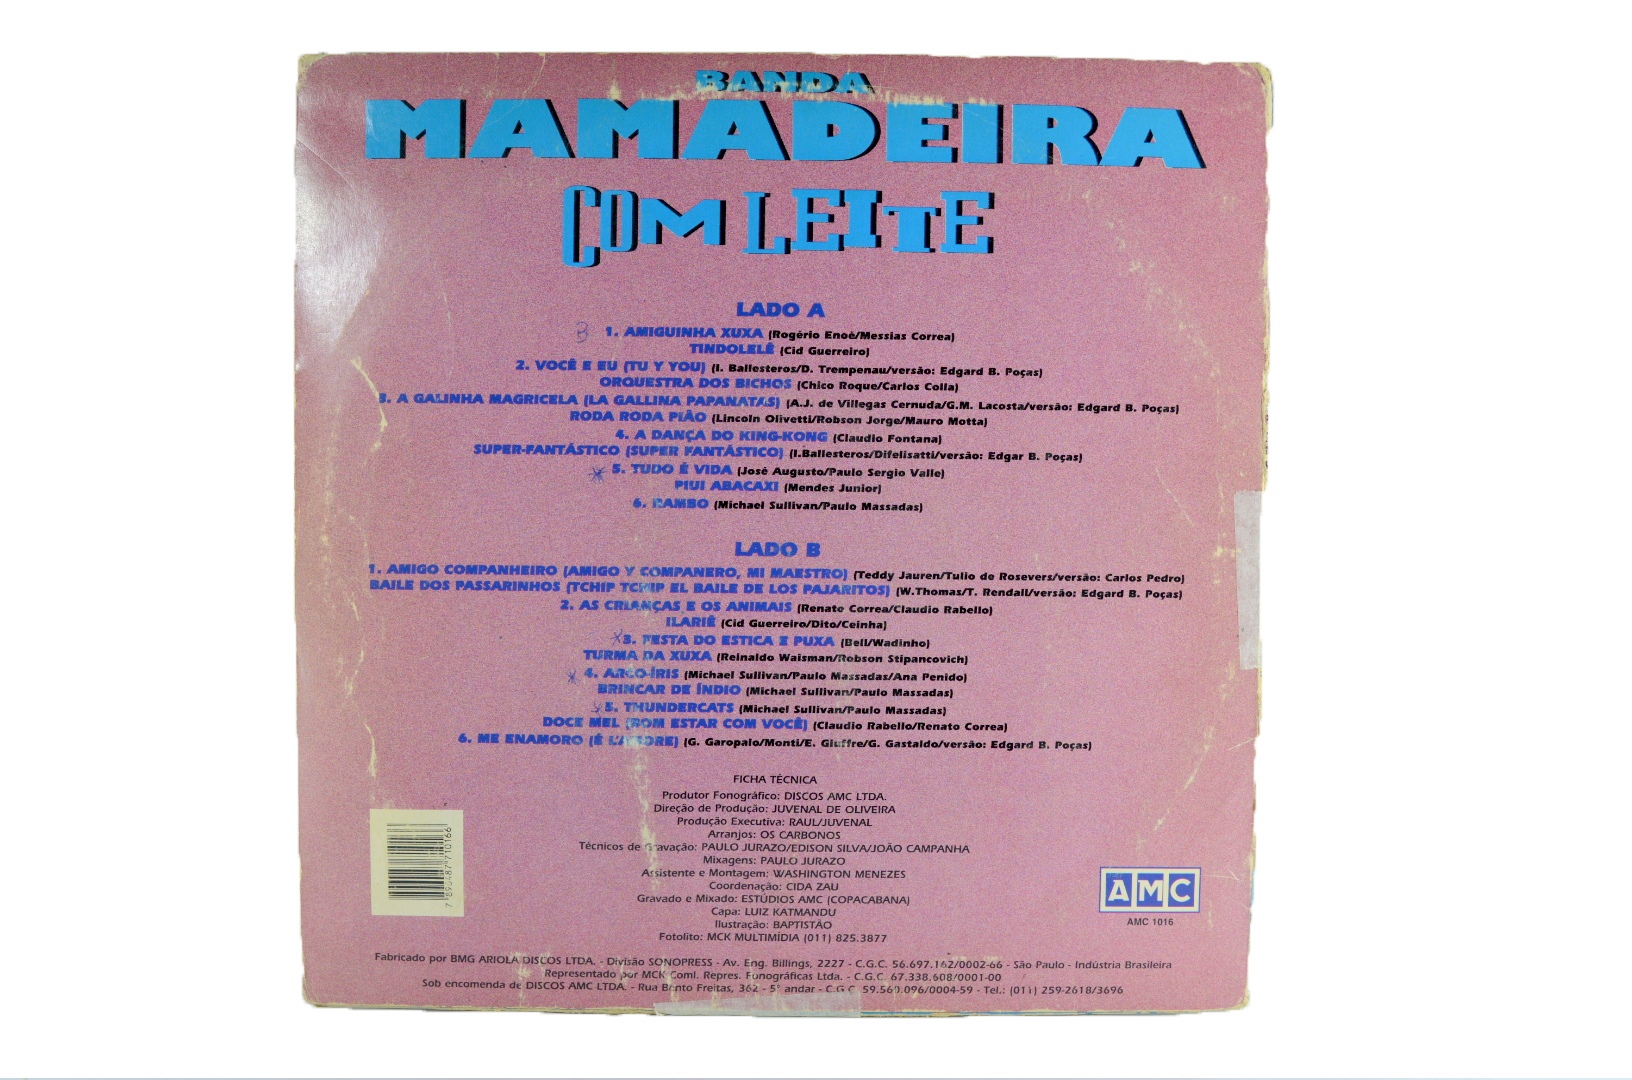 BANDA
MAMADEIRA
COM LEITE
LADO A
1. AMIGUINHA XUXA (Rogério Enoé/Messias Correa)
TINDOLELÊ (Cid Guerreiro)
2. VOCÊ E EU (TU Y YOU) (I. Ballesteros/D. Trempenau/versão: Edgard B. Poças)
ORQUESTRA DOS BICHOS (Chico Roque/Carlos Colla)
3. A GALINHA MAGRICELA (LA GALLINA PAPANATAS) (A.J. de Villegas Cernuda/G.M. Lacosta/versão: Edgard B. Poças)
RODA RODA PIÃO (Lincoln Olivetti/Robson Jorge/Mauro Motta)
4. A DANÇA DO KING-KONG (Claudio Fontana)
SUPER-FANTÁSTICO (SUPER FANTÁSTICO) (I.Ballesteros/Difelisatti/versão: Edgar B. Poças)
5. TUDO É VIDA (José Augusto/Paulo Sergio Valle)
PIUI ABACAXI (Mendes Junior)
6. RAMBO (Michael Sullivan/Paulo Massadas)
LADO B
1. AMIGO COMPANHEIRO (AMIGO Y COMPANERO, MI MAESTRO) (Teddy Jauren/Tulio de Rosevers/versão: Carlos Pedro)
BAILE DOS PASSARINHOS (TCHIP TCHIP EL BAILE DE LOS PAJARITOS) (W.Thomas/T. Rendall/versão: Edgard B. Poças)
2. AS CRIANÇAS E OS ANIMAIS (Renato Correa/Claudio Rabello)
ILARIÊ (Cid Guerreiro/Dito/Ceinha)
3. FESTA DO ESTICA E PUXA (Bell/Wadinho)
TURMA DA XUXA (Reinaldo Waisman/Robson Stipancovich)
4. ARCO-ÍRIS (Michael Sullivan/Paulo Massadas/Ana Penido)
BRINCAR DE ÍNDIO (Michael Sullivan/Paulo Massadas)
5. THUNDERCATS (Michael Sullivan/Paulo Massadas)
DOCE MEL (BOM ESTAR COM VOCÊ) (Claudio Rabello/Renato Correa)
6. ME ENAMORO (É L'AMORE) (G. Garopalo/Monti/E. Giuffre/G. Gastaldo/versão: Edgard B. Poças)
FICHA TÉCNICA
Produtor Fonográfico: DISCOS AMC LTDA.
Direção de Produção: JUVENAL DE OLIVEIRA
Produção Executiva: RAUL/JUVENAL
Arranjos: OS CARBONOS
Técnicos de Gravação: PAULO JURAZO/EDISON SILVA/JOÃO CAMPANHA
Mixagens: PAULO JURAZO
Assistente e Montagem: WASHINGTON MENEZES
Coordenação: CIDA ZAU
Gravado e Mixado: ESTÚDIOS AMC (COPACABANA)
Capa: LUIZ KATMANDU
Ilustração: BAPTISTÃO
Fotolito: MCK MULTIMÍDIA (011) 825.3877
AMC
AMC 1016
Fabricado por BMG ARIOLA DISCOS LTDA. - Divisão SONOPRESS - Av. Eng. Billings, 2227 - C.G.C. 56.697.162/0002-66 - São Paulo - Indústria Brasileira
Representado por MCK Coml. Repres. Fonográficas Ltda. - C.G.C. 67.338.608/0001-00
Sob encomenda de DISCOS AMC LTDA. - Rua Bento Freitas, 362 - 5° andar - C.G.C. 59.560.096/0004-59 - Tel.: (011) 259-2618/3696